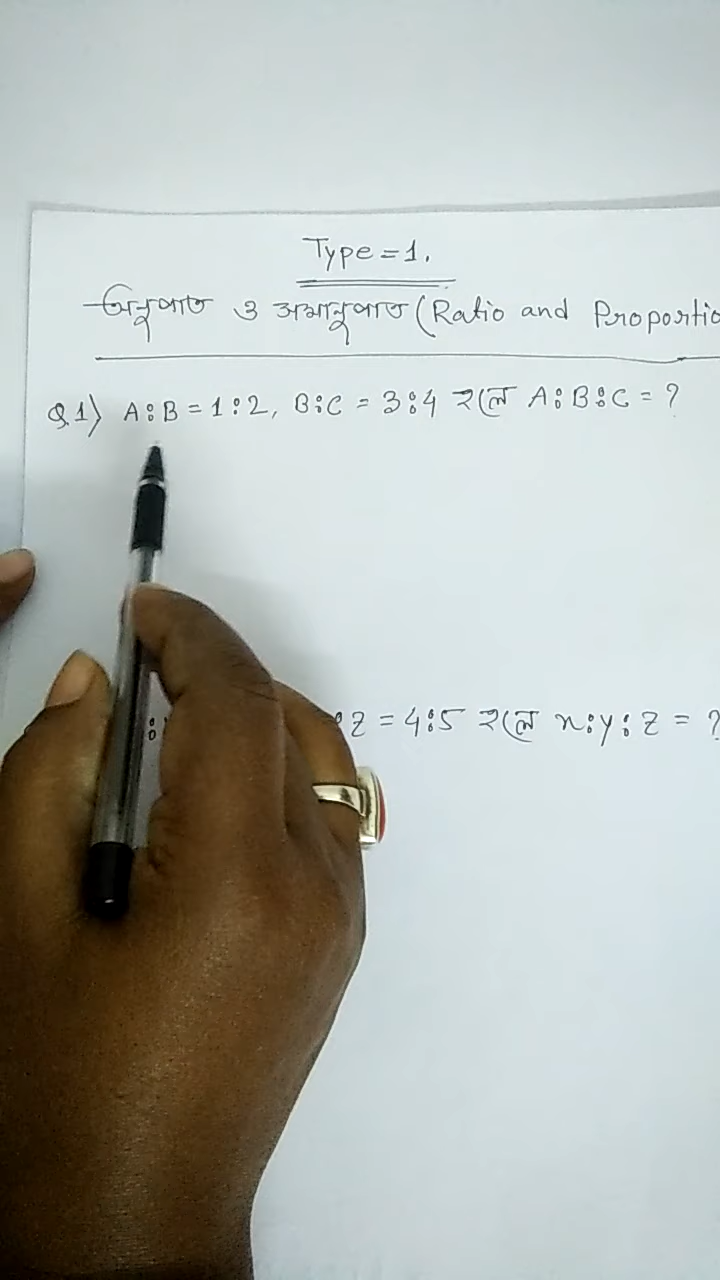 Type = 1.
অনুপাত ও সমানুপাত (Ratio and Proportio
Q.1) A:B = 1:2, B:C = 3:4 হলে A:B:C = ?
: :Z = 4:5 হলে x:y:Z = ?